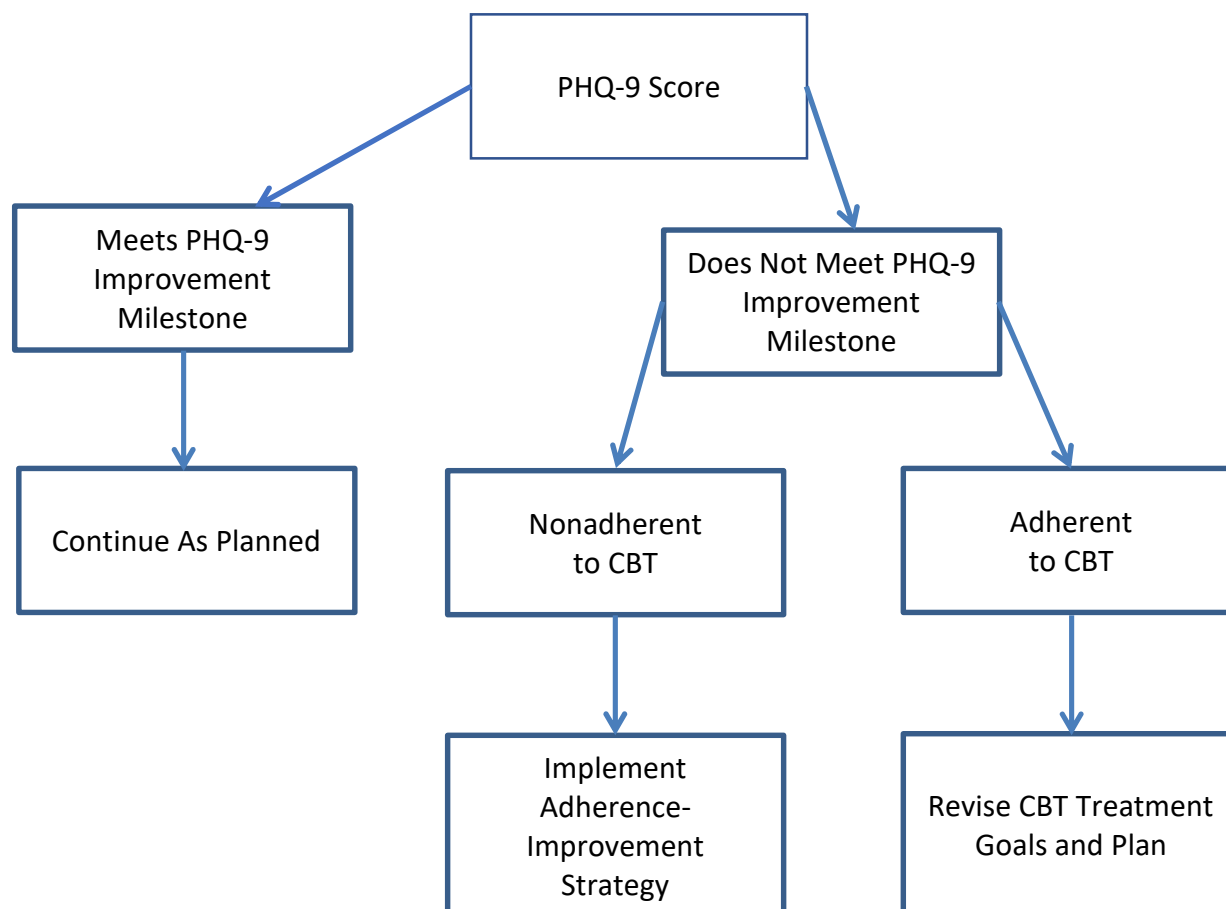 PHQ-9 Score
Meets PHQ-9
Improvement
Milestone
Does Not Meet PHQ-9
Improvement
Milestone
Continue As Planned
Nonadherent
to CBT
Adherent
to CBT
Implement
Adherence-
Improvement
Strategy
Revise CBT Treatment
Goals and Plan